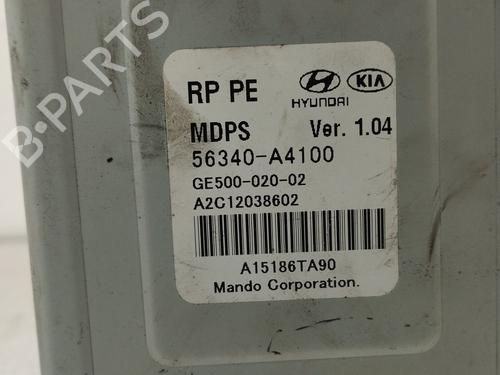 B-PARTS
RP PE HYUNDAI KIA
MDPS Ver. 1.04
56340-A4100
GE500-020-02
A2C12038602
A15186TA90
Mando Corporation.